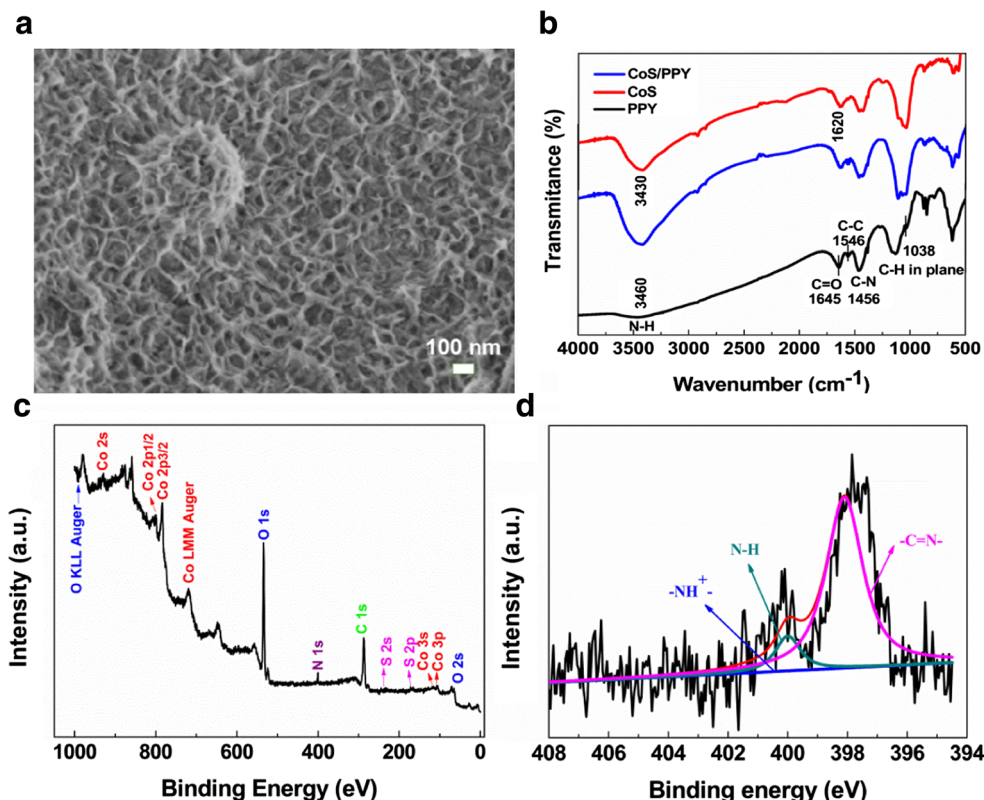 a
100 nm
b
CoS/PPY
CoS
PPY
1620
3430
3460
N-H
C=O
1645
C-C
1546
C-N
1456
1038
C-H in plane
Transmitance (%)
4000 3500 3000 2500 2000 1500 1000 500
Wavenumber (cm-1)
c
O KLL Auger
Co 2s
Co 2p1/2
Co 2p3/2
Co LMM Auger
O 1s
N 1s
C 1s
S 2s
S 2p
Co 3s
Co 3p
O 2s
Intensity (a.u.)
1000 800 600 400 200 0
Binding Energy (eV)
d
-NH+-
N-H
-C=N-
Intensity (a.u.)
408 406 404 402 400 398 396 394
Binding energy (eV)